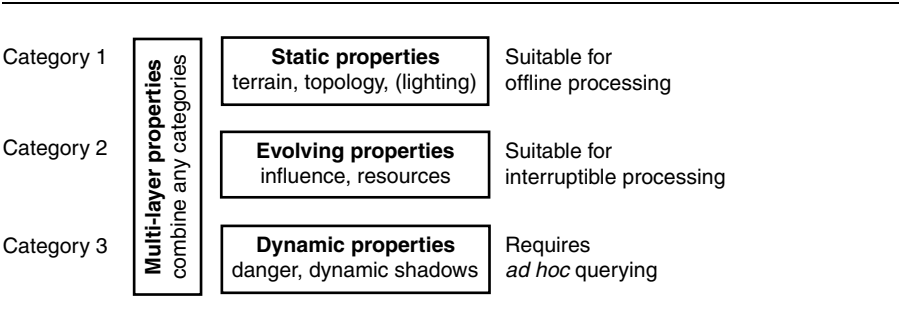 Category 1
Multi-layer properties
combine any categories
Static properties
terrain, topology, (lighting)
Suitable for
offline processing
Category 2
Evolving properties
influence, resources
Suitable for
interruptible processing
Category 3
Dynamic properties
danger, dynamic shadows
Requires
ad hoc querying